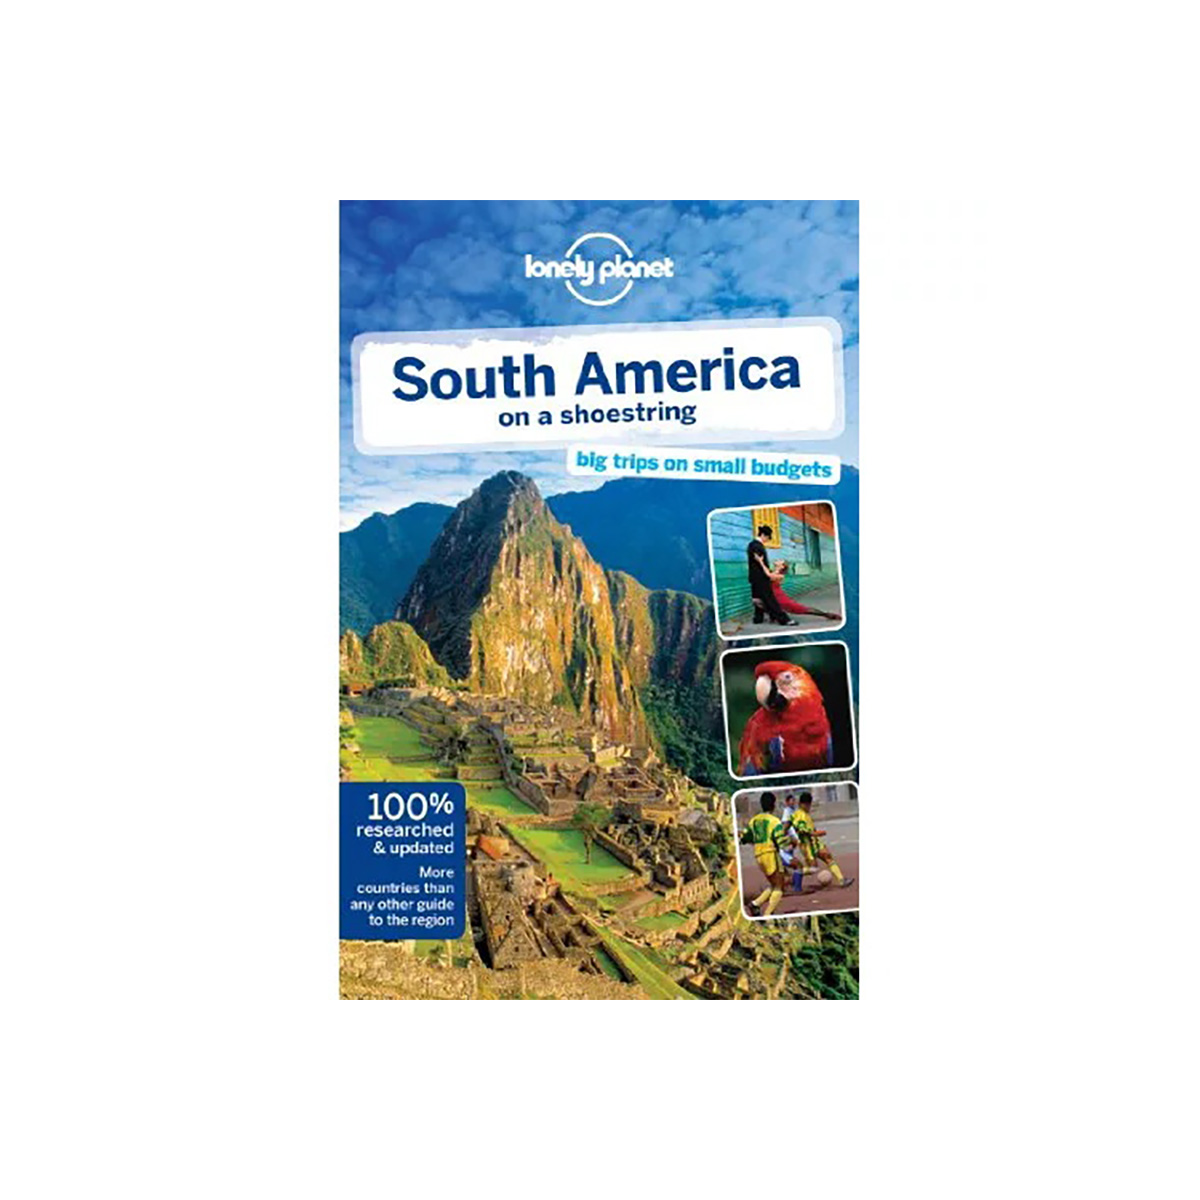 lonely planet
South America
on a shoestring
big trips on small budgets
100%
researched
& updated
More
countries than
any other guide
to the region